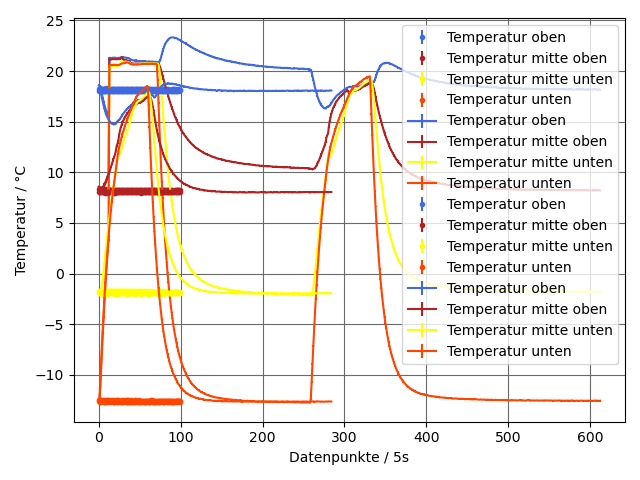 25
20
15
10
5
0
−5
−10
Temperatur / °C
0
100
200
300
400
500
600
Datenpunkte / 5s
Temperatur oben
Temperatur mitte oben
Temperatur mitte unten
Temperatur unten
Temperatur oben
Temperatur mitte oben
Temperatur mitte unten
Temperatur unten
Temperatur oben
Temperatur mitte oben
Temperatur mitte unten
Temperatur unten
Temperatur oben
Temperatur mitte oben
Temperatur mitte unten
Temperatur unten